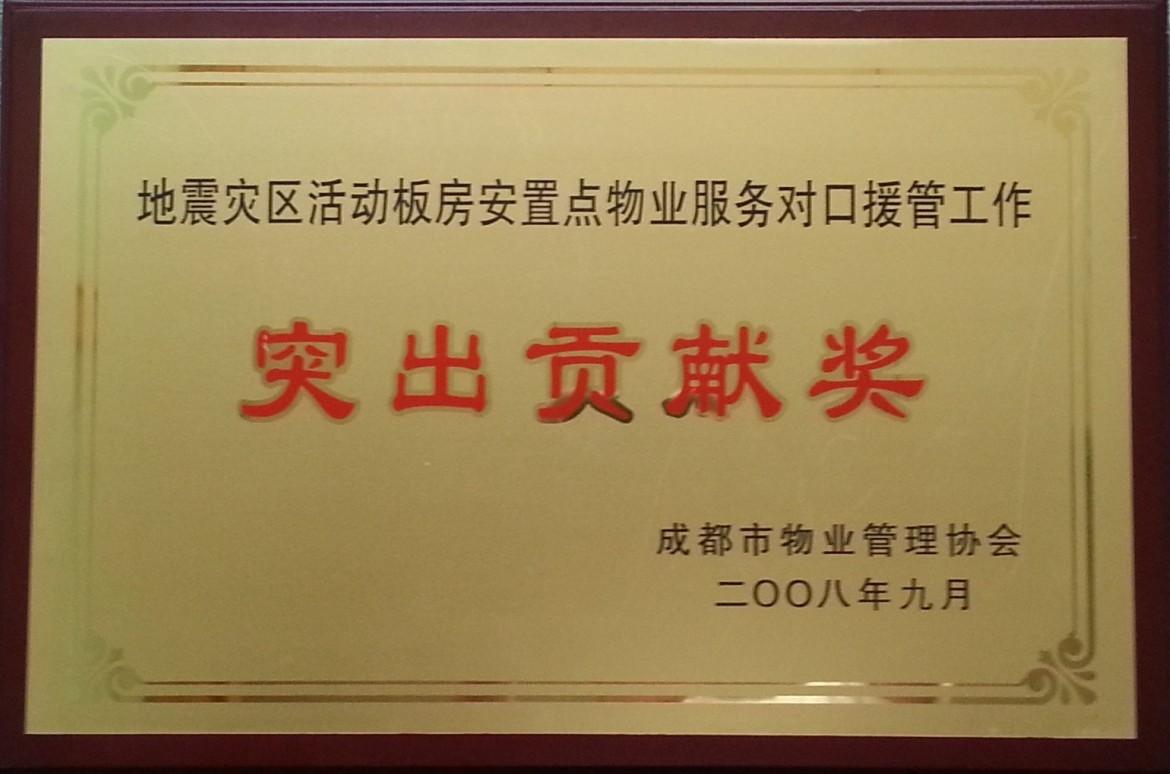 地震灾区活动板房安置点物业服务对口援管工作
突出贡献奖
成都市物业管理协会
二〇〇八年九月